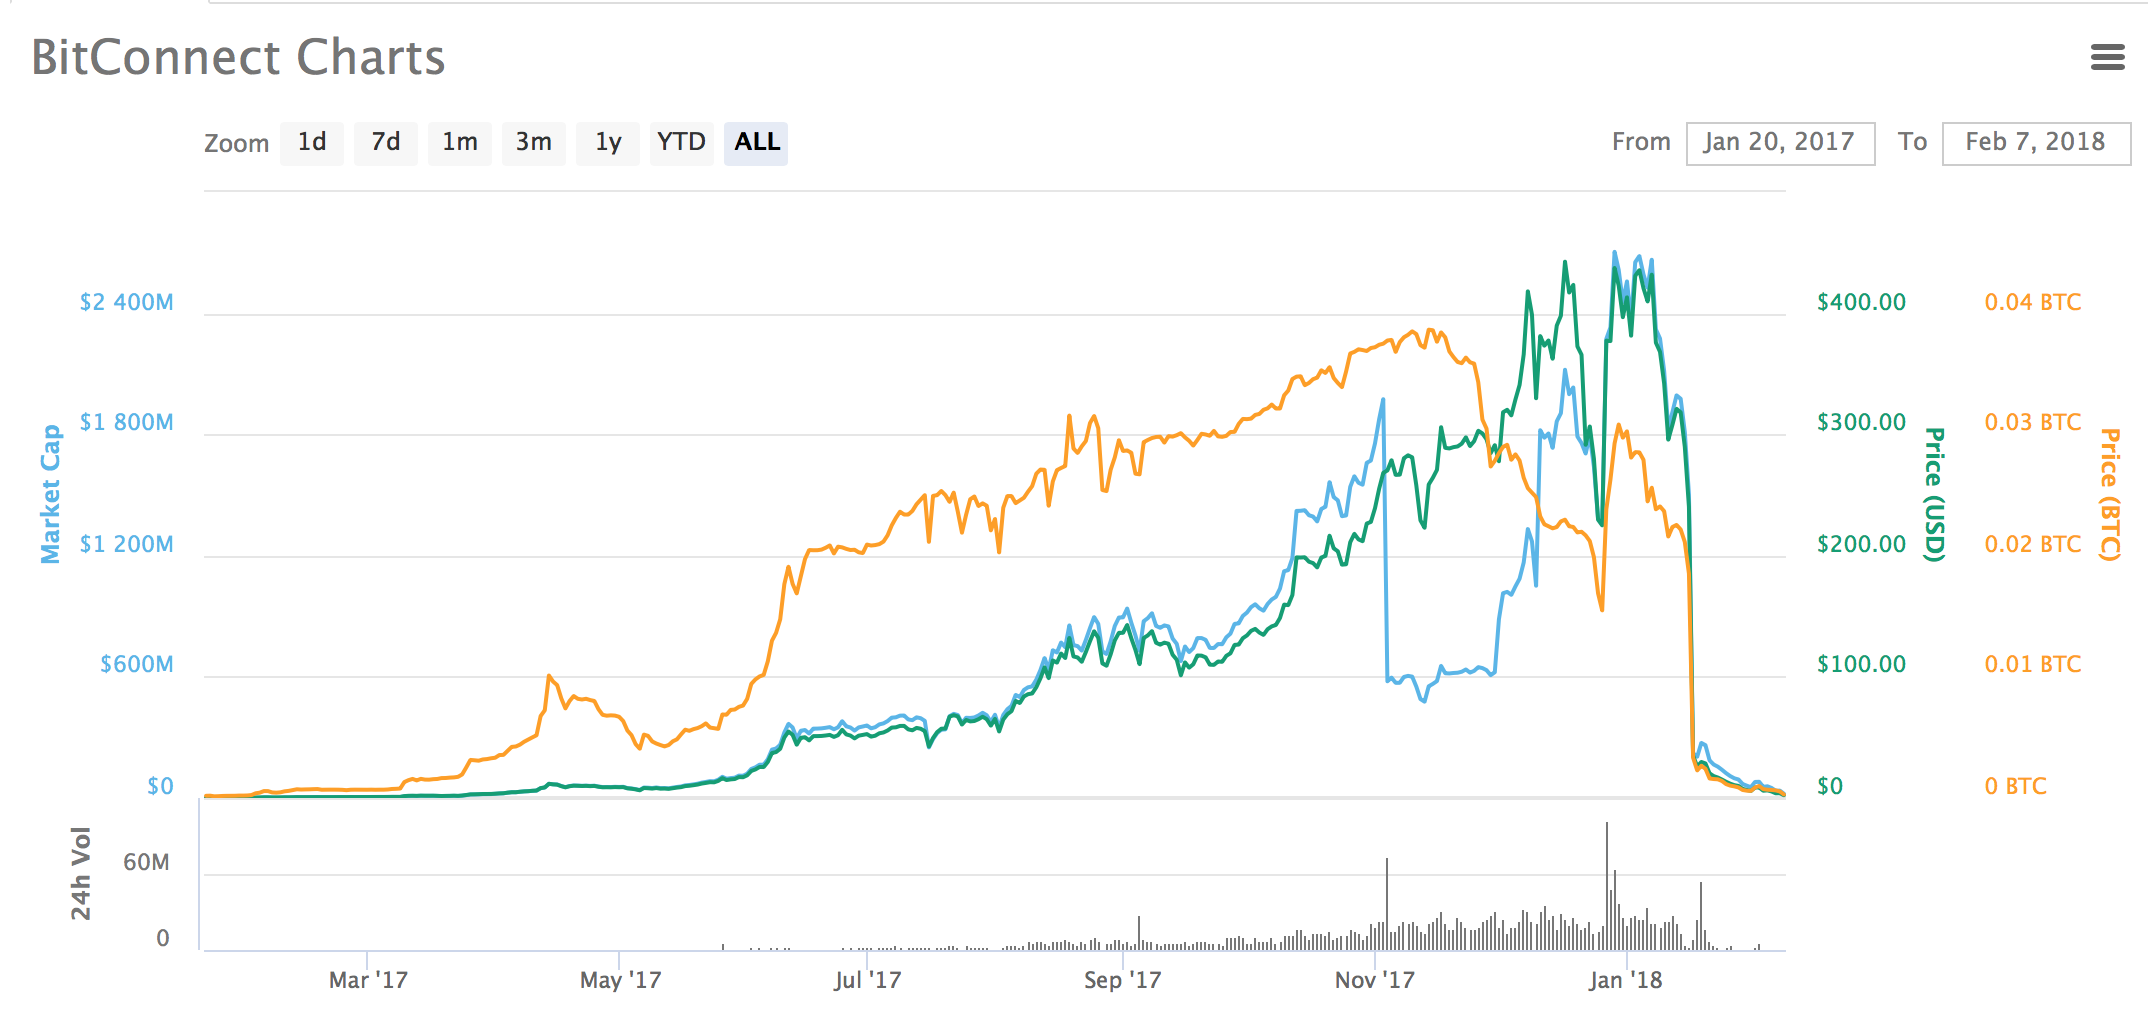 BitConnect Charts
Zoom 1d 7d 1m 3m 1y YTD ALL From Jan 20, 2017 To Feb 7, 2018
$2 400M $400.00 0.04 BTC
$1 800M $300.00 0.03 BTC
Market Cap Price (USD) Price (BTC)
$1 200M $200.00 0.02 BTC
$600M $100.00 0.01 BTC
$0 $0 0 BTC
24h Vol
60M
0
Mar '17 May '17 Jul '17 Sep '17 Nov '17 Jan '18